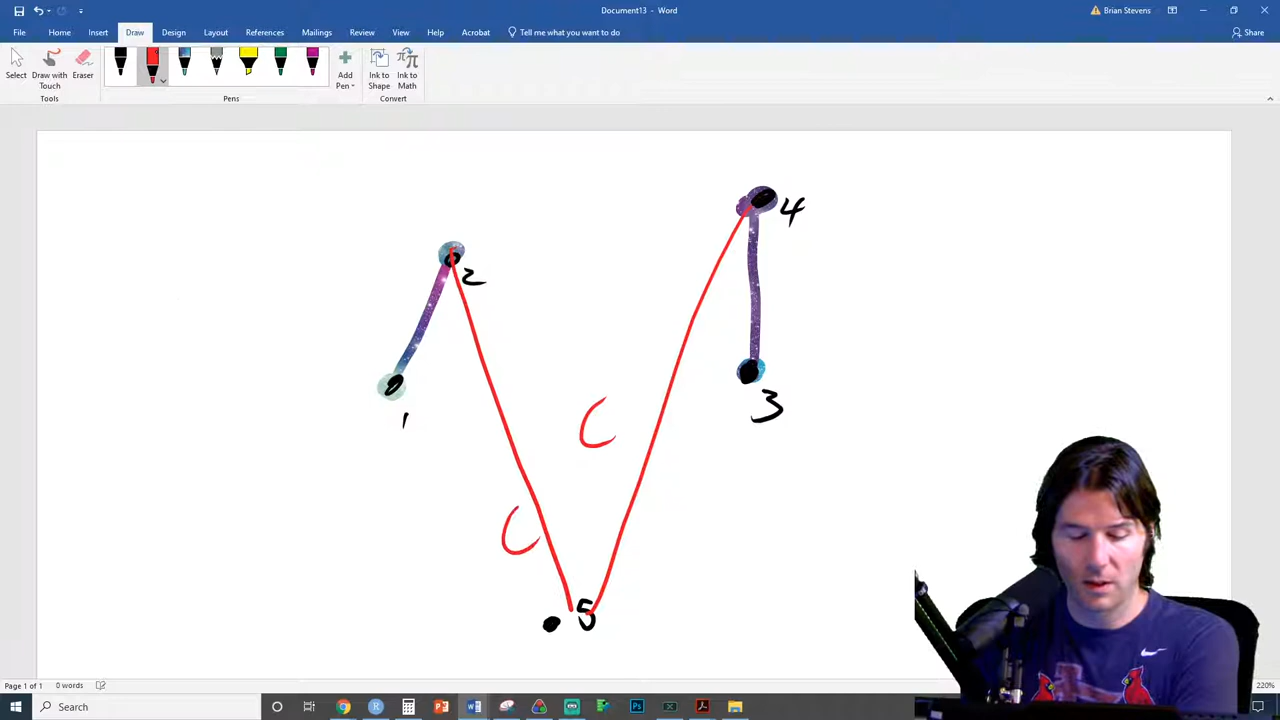 Document13 - Word
Brian Stevens
File Home Insert Draw Design Layout References Mailings Review View Help Acrobat Tell me what you want to do
Share
Select Draw with Touch Eraser
Add Pen
Ink to Shape Ink to Math
Tools Pens Convert
4
2
1
3
C
C
5
Page 1 of 1 0 words
220%
Search